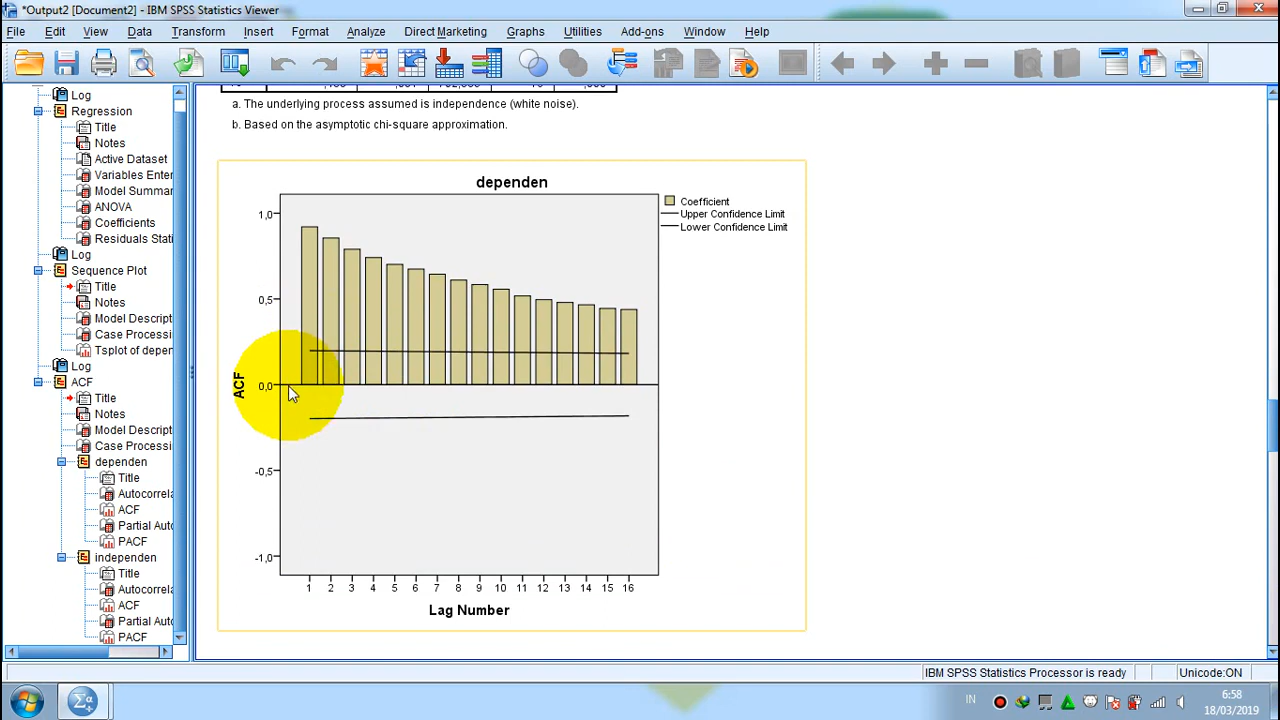 *Output2 [Document2] - IBM SPSS Statistics Viewer
File Edit View Data Transform Insert Format Analyze Direct Marketing Graphs Utilities Add-ons Window Help
Log
Regression
Title
Notes
Active Dataset
Variables Enter
Model Summar
ANOVA
Coefficients
Residuals Stati
Log
Sequence Plot
Title
Notes
Model Descript
Case Processi
Tsplot of depen
Log
ACF
Title
Notes
Model Descript
Case Processi
dependen
Title
Autocorrela
ACF
Partial Auto
PACF
independen
Title
Autocorrela
ACF
Partial Auto
PACF
a. The underlying process assumed is independence (white noise).
b. Based on the asymptotic chi-square approximation.
dependen
Coefficient
Upper Confidence Limit
Lower Confidence Limit
1,0
0,5
0,0
-0,5
-1,0
ACF
1 2 3 4 5 6 7 8 9 10 11 12 13 14 15 16
Lag Number
IBM SPSS Statistics Processor is ready
Unicode:ON
IN
6:58
18/03/2019